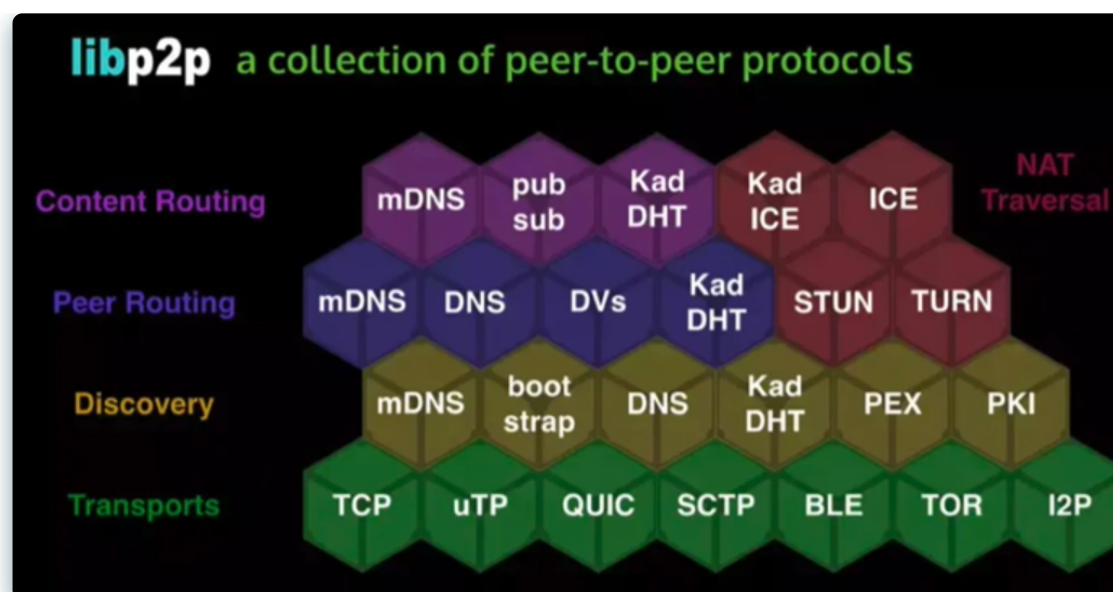 libp2p a collection of peer-to-peer protocols
Content Routing
mDNS
pub
sub
Kad
DHT
Kad
ICE
ICE
NAT
Traversal
Peer Routing
mDNS
DNS
DVs
Kad
DHT
STUN
TURN
Discovery
mDNS
boot
strap
DNS
Kad
DHT
PEX
PKI
Transports
TCP
uTP
QUIC
SCTP
BLE
TOR
I2P